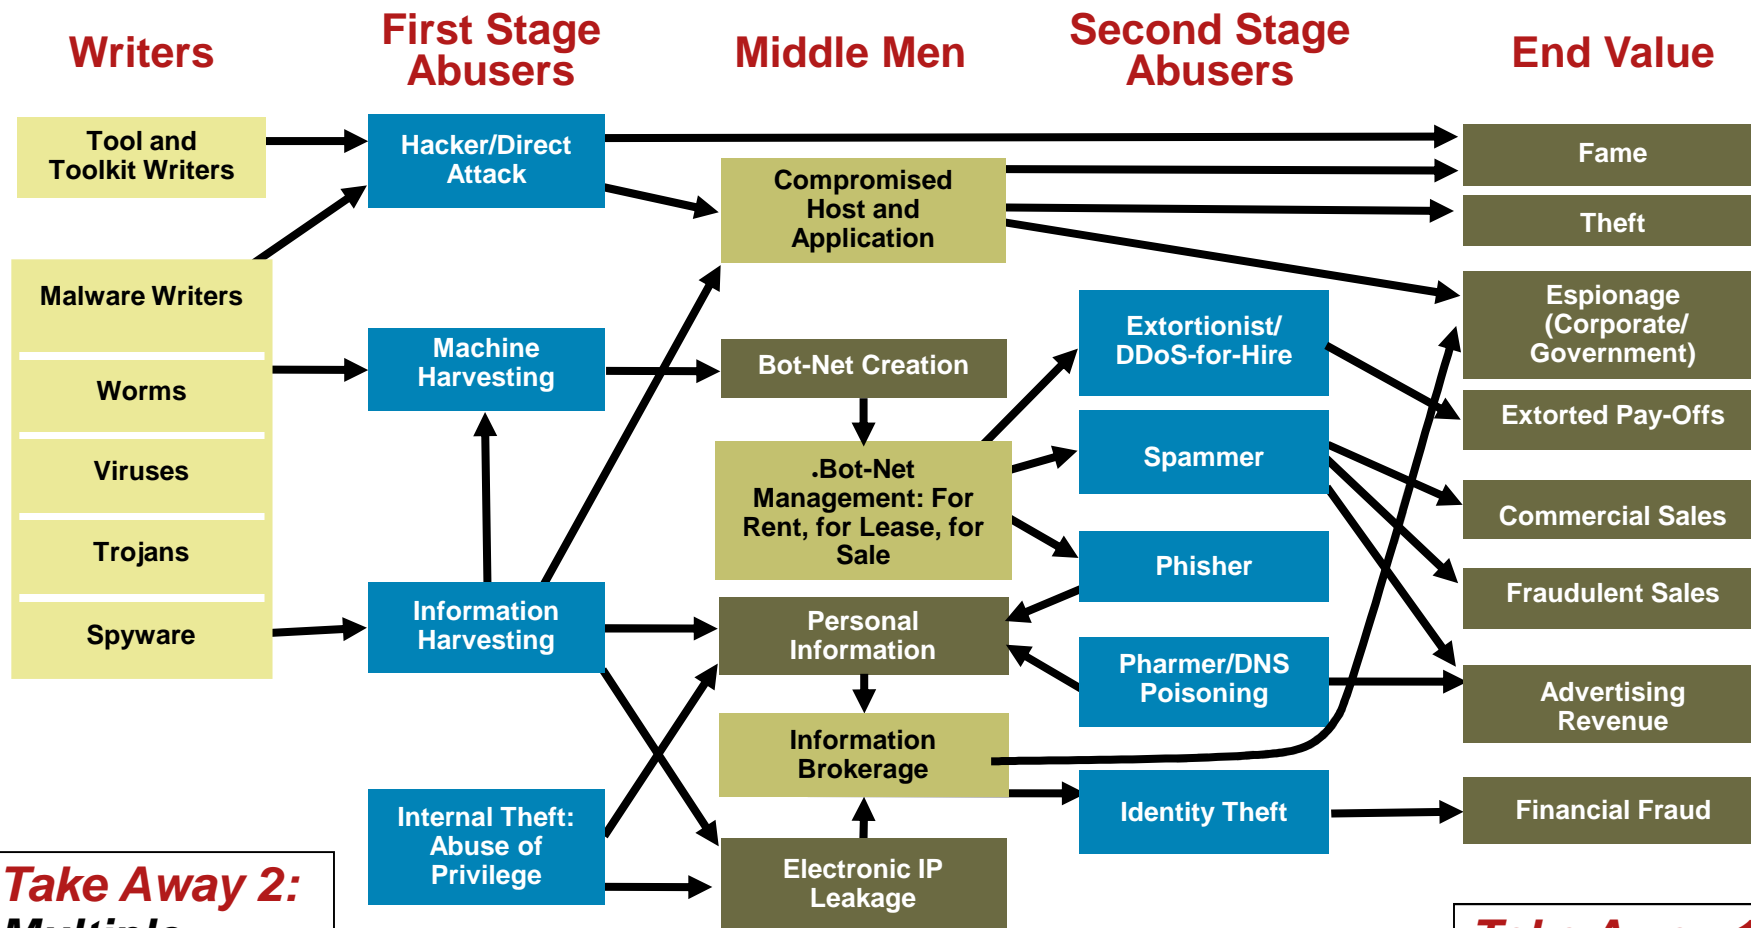 Writers
First Stage
Abusers
Middle Men
Second Stage
Abusers
End Value
Tool and
Toolkit Writers
Malware Writers
Worms
Viruses
Trojans
Spyware
Hacker/Direct
Attack
Machine
Harvesting
Information
Harvesting
Internal Theft:
Abuse of
Privilege
Compromised
Host and
Application
Bot-Net Creation
.Bot-Net
Management: For
Rent, for Lease, for
Sale
Personal
Information
Information
Brokerage
Electronic IP
Leakage
Extortionist/
DDoS-for-Hire
Spammer
Phisher
Pharmer/DNS
Poisoning
Identity Theft
Fame
Theft
Espionage
(Corporate/
Government)
Extorted Pay-Offs
Commercial Sales
Fraudulent Sales
Advertising
Revenue
Financial Fraud
Take Away 2:
Multiple
Take Away 1